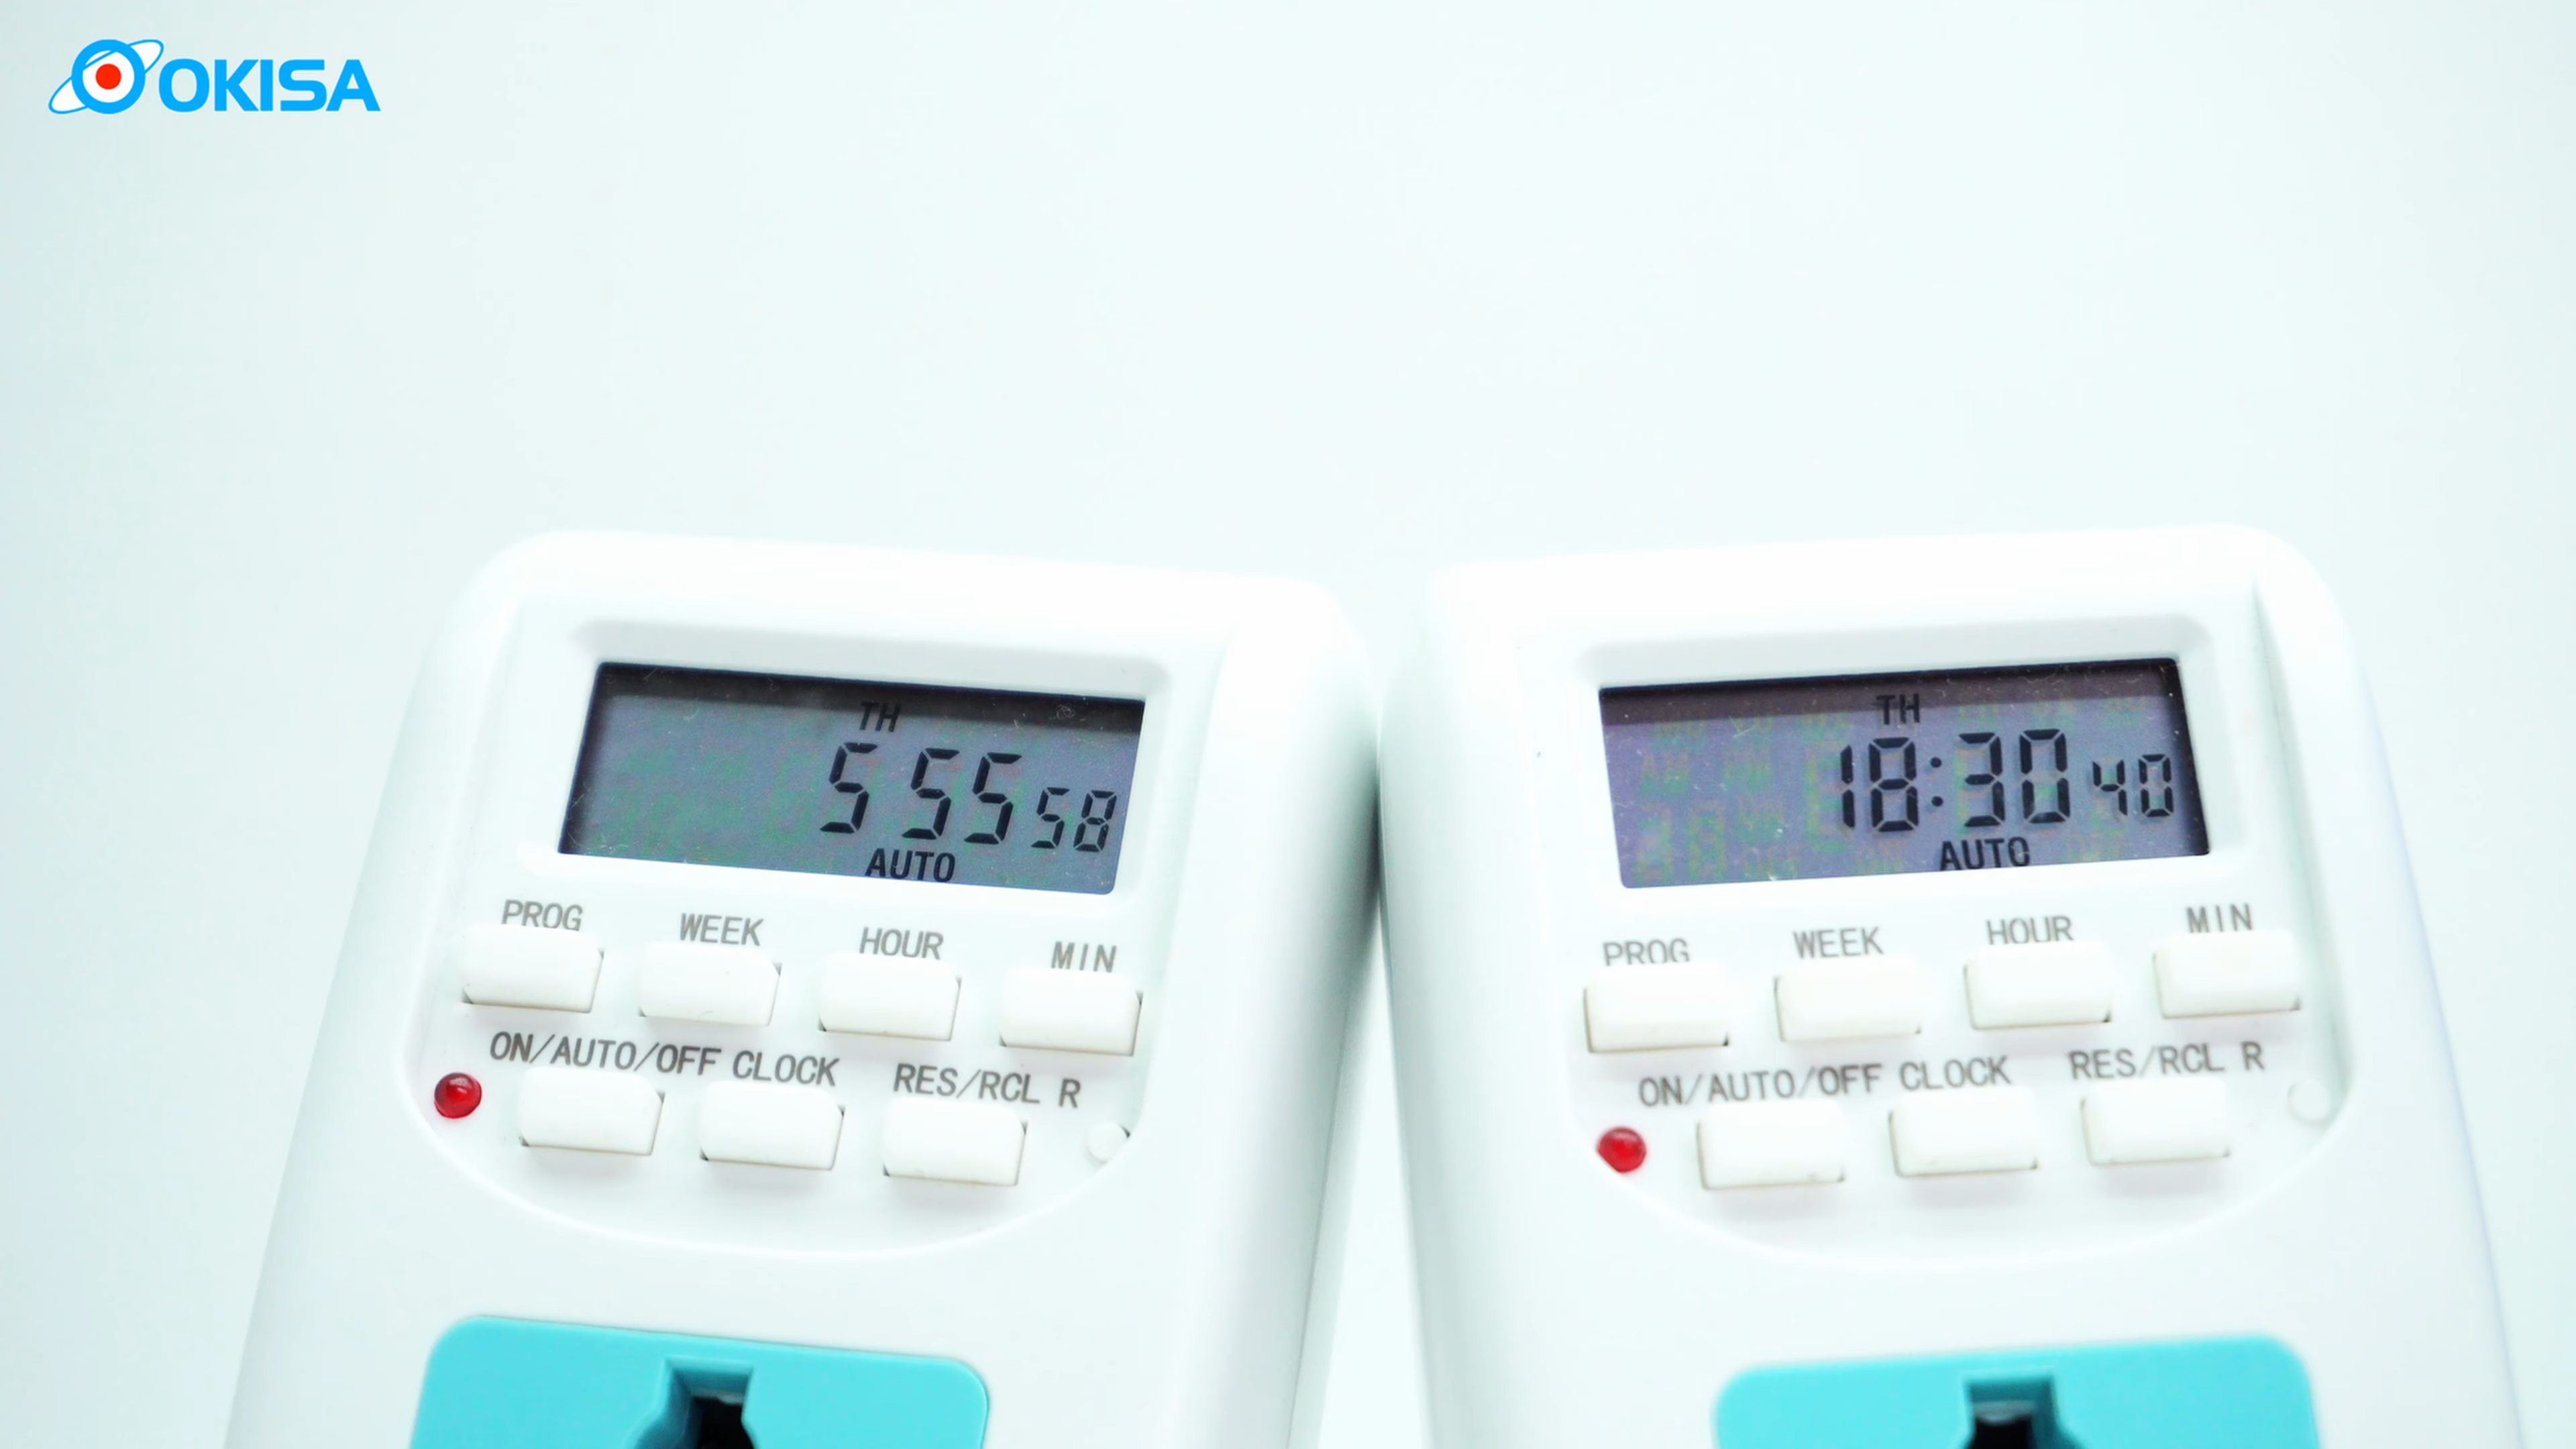 OKISA
TH
5 55 58
AUTO
PROG WEEK HOUR MIN
ON/AUTO/OFF CLOCK RES/RCL R
TH
18:30 40
AUTO
PROG WEEK HOUR MIN
ON/AUTO/OFF CLOCK RES/RCL R